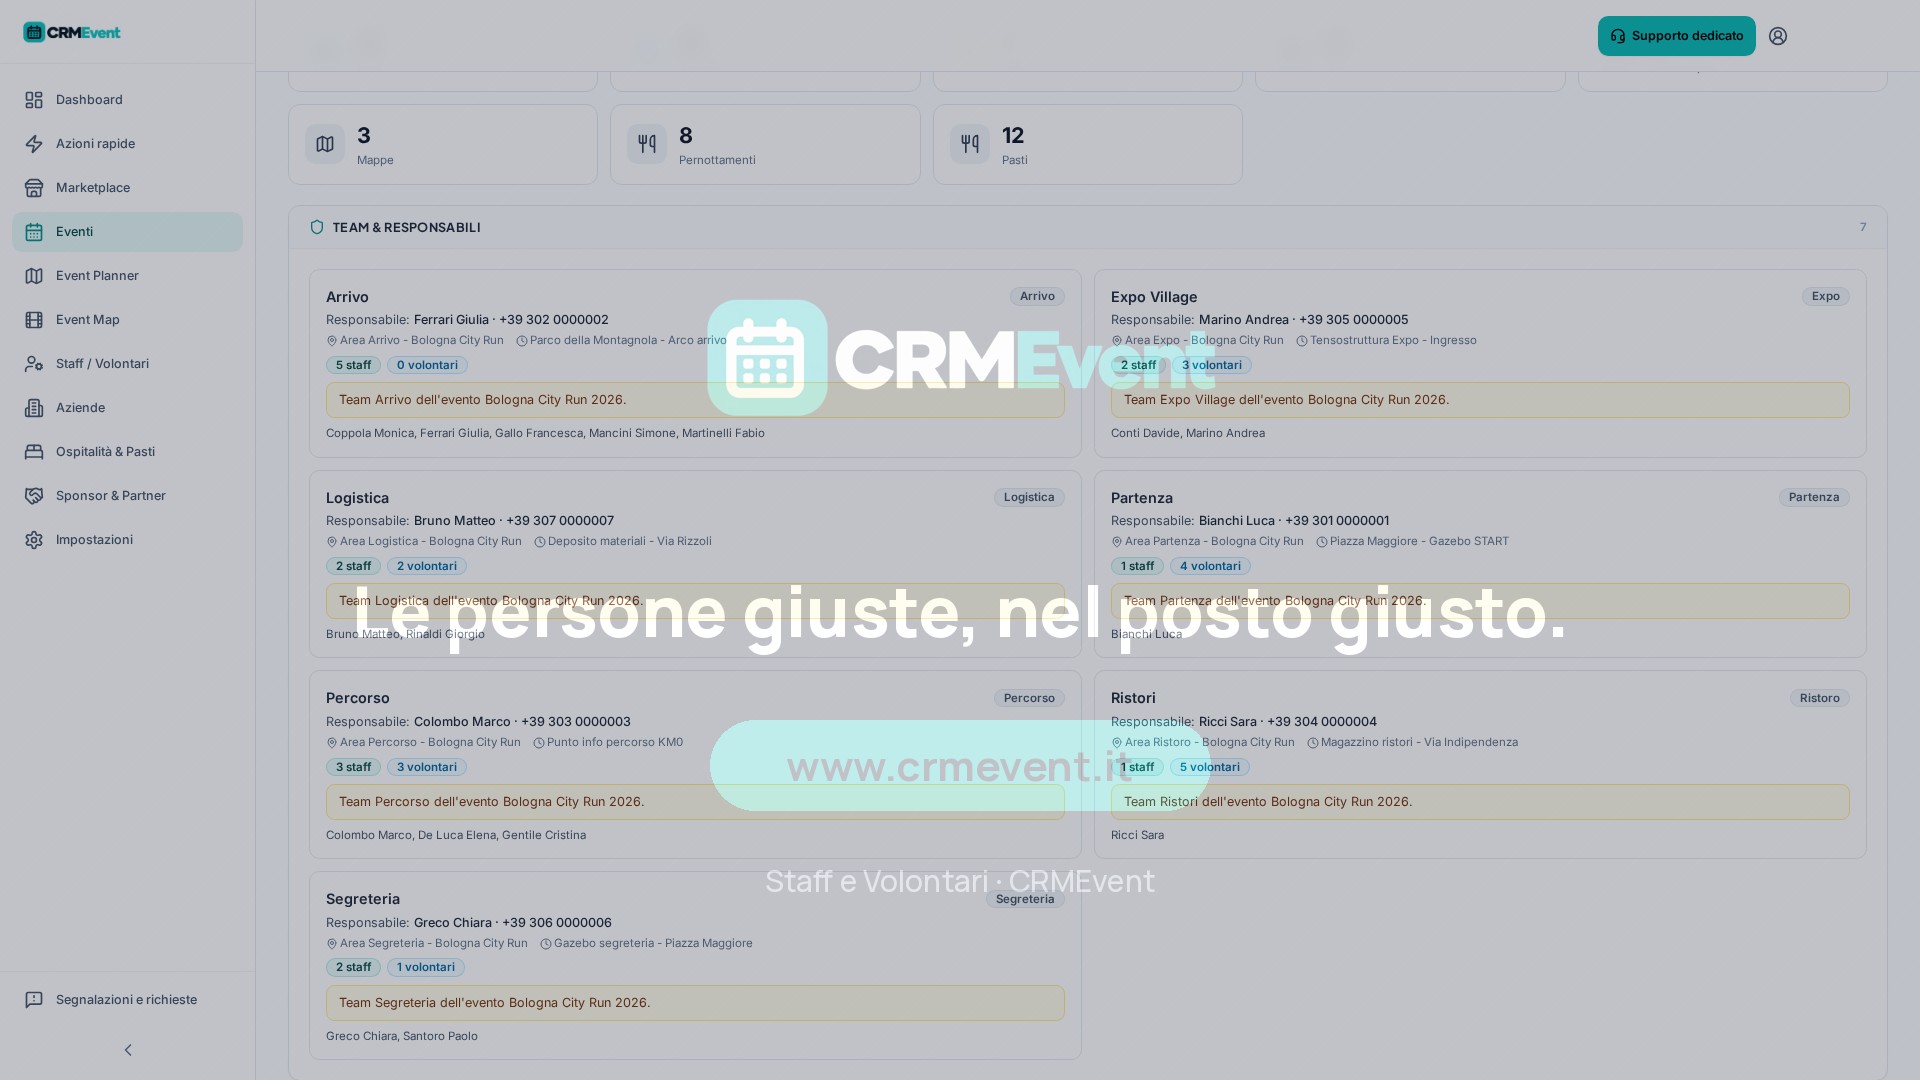 CRMEvent
Supporto dedicato
Dashboard
Azioni rapide
Marketplace
Eventi
Event Planner
Event Map
Staff / Volontari
Aziende
Ospitalità & Pasti
Sponsor & Partner
Impostazioni
Segnalazioni e richieste
3
Mappe
8
Pernottamenti
12
Pasti
TEAM & RESPONSABILI
7
Arrivo
Arrivo
Responsabile: Ferrari Giulia · +39 302 0000002
Area Arrivo - Bologna City Run Parco della Montagnola - Arco arrivo
5 staff 0 volontari
Team Arrivo dell'evento Bologna City Run 2026.
Coppola Monica, Ferrari Giulia, Gallo Francesca, Mancini Simone, Martinelli Fabio
Expo Village
Expo
Responsabile: Marino Andrea · +39 305 0000005
Area Expo - Bologna City Run Tensostruttura Expo - Ingresso
2 staff 3 volontari
Team Expo Village dell'evento Bologna City Run 2026.
Conti Davide, Marino Andrea
CRMEvent
Logistica
Logistica
Responsabile: Bruno Matteo · +39 307 0000007
Area Logistica - Bologna City Run Deposito materiali - Via Rizzoli
2 staff 2 volontari
Team Logistica dell'evento Bologna City Run 2026.
Bruno Matteo, Rinaldi Giorgio
Partenza
Partenza
Responsabile: Bianchi Luca · +39 301 0000001
Area Partenza - Bologna City Run Piazza Maggiore - Gazebo START
1 staff 4 volontari
Team Partenza dell'evento Bologna City Run 2026.
Bianchi Luca
Le persone giuste, nel posto giusto.
Percorso
Percorso
Responsabile: Colombo Marco · +39 303 0000003
Area Percorso - Bologna City Run Punto info percorso KM0
3 staff 3 volontari
Team Percorso dell'evento Bologna City Run 2026.
Colombo Marco, De Luca Elena, Gentile Cristina
Ristori
Ristoro
Responsabile: Ricci Sara · +39 304 0000004
Area Ristoro - Bologna City Run Magazzino ristori - Via Indipendenza
1 staff 5 volontari
Team Ristori dell'evento Bologna City Run 2026.
Ricci Sara
www.crmevent.it
Staff e Volontari · CRMEvent
Segreteria
Segreteria
Responsabile: Greco Chiara · +39 306 0000006
Area Segreteria - Bologna City Run Gazebo segreteria - Piazza Maggiore
2 staff 1 volontari
Team Segreteria dell'evento Bologna City Run 2026.
Greco Chiara, Santoro Paolo